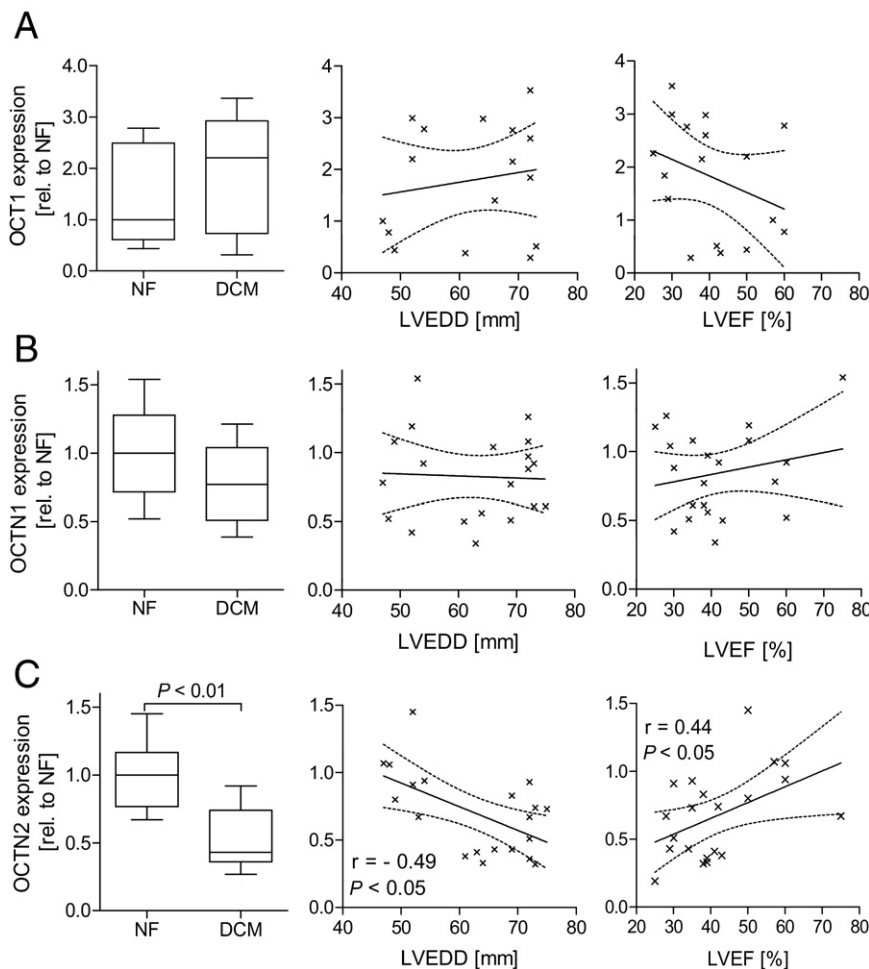 A
OCT1 expression
[rel. to NF]
4.0
3.0
2.0
1.0
0.0
NF DCM
4
3
2
1
0
40 50 60 70 80
LVEDD [mm]
4
3
2
1
0
20 30 40 50 60 70 80
LVEF [%]
B
OCTN1 expression
[rel. to NF]
1.5
1.0
0.5
0.0
NF DCM
1.5
1.0
0.5
0.0
40 50 60 70 80
LVEDD [mm]
1.5
1.0
0.5
0.0
20 30 40 50 60 70 80
LVEF [%]
C
OCTN2 expression
[rel. to NF]
P < 0.01
1.5
1.0
0.5
0.0
NF DCM
1.5
1.0
0.5
0.0
r = - 0.49
P < 0.05
40 50 60 70 80
LVEDD [mm]
1.5
1.0
0.5
0.0
r = 0.44
P < 0.05
20 30 40 50 60 70 80
LVEF [%]